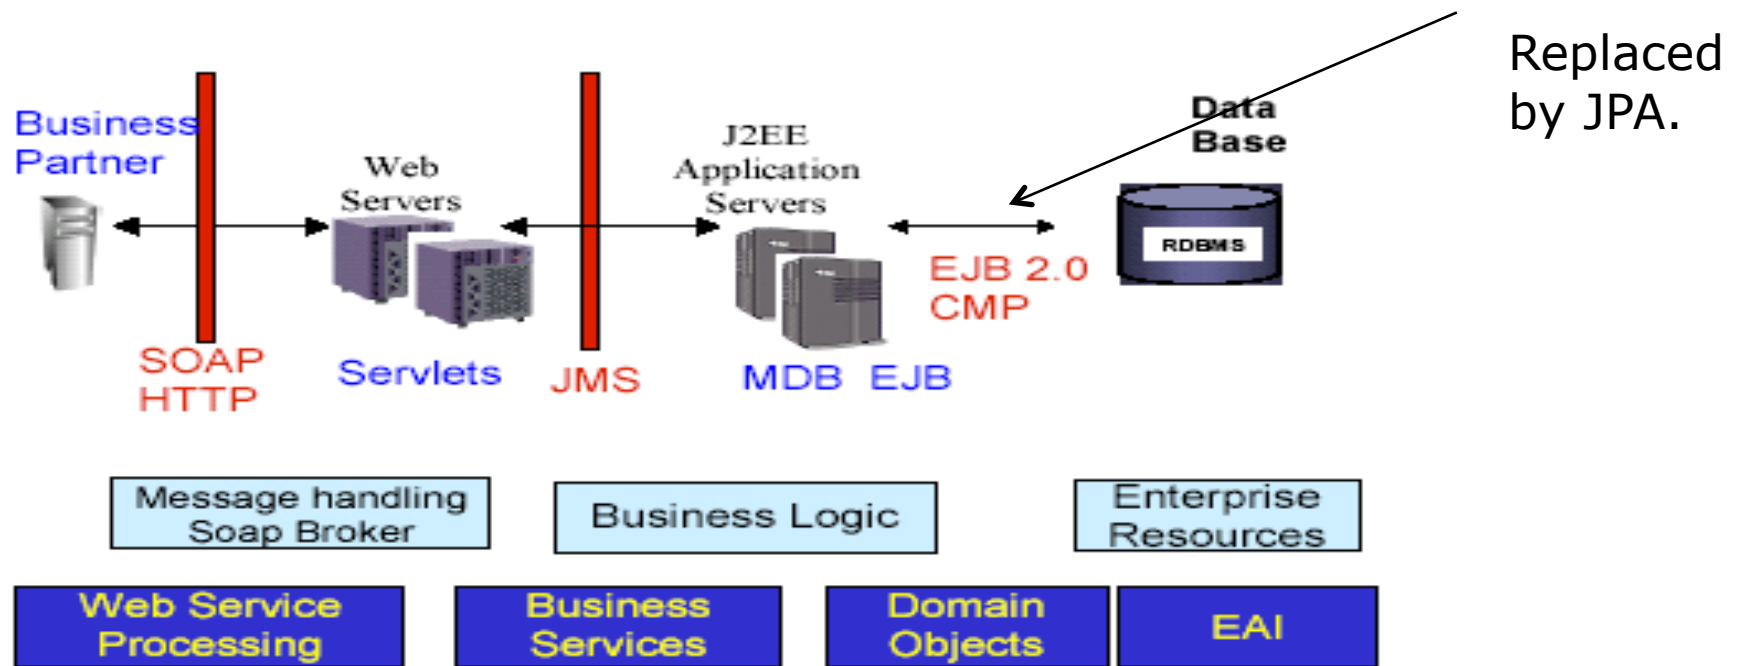 Replaced
by JPA.
Business
Partner
Web
Servers
J2EE
Application
Servers
Data
Base
RDBMS
EJB 2.0
CMP
SOAP
HTTP
Servlets
JMS
MDB EJB
Message handling
Soap Broker
Business Logic
Enterprise
Resources
Web Service
Processing
Business
Services
Domain
Objects
EAI